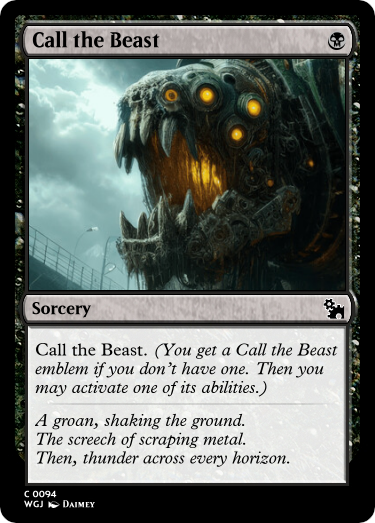 Call the Beast
Sorcery
Call the Beast. (You get a Call the Beast
emblem if you don't have one. Then you
may activate one of its abilities.)
A groan, shaking the ground.
The screech of scraping metal.
Then, thunder across every horizon.
C 0094
WGJ Daimey